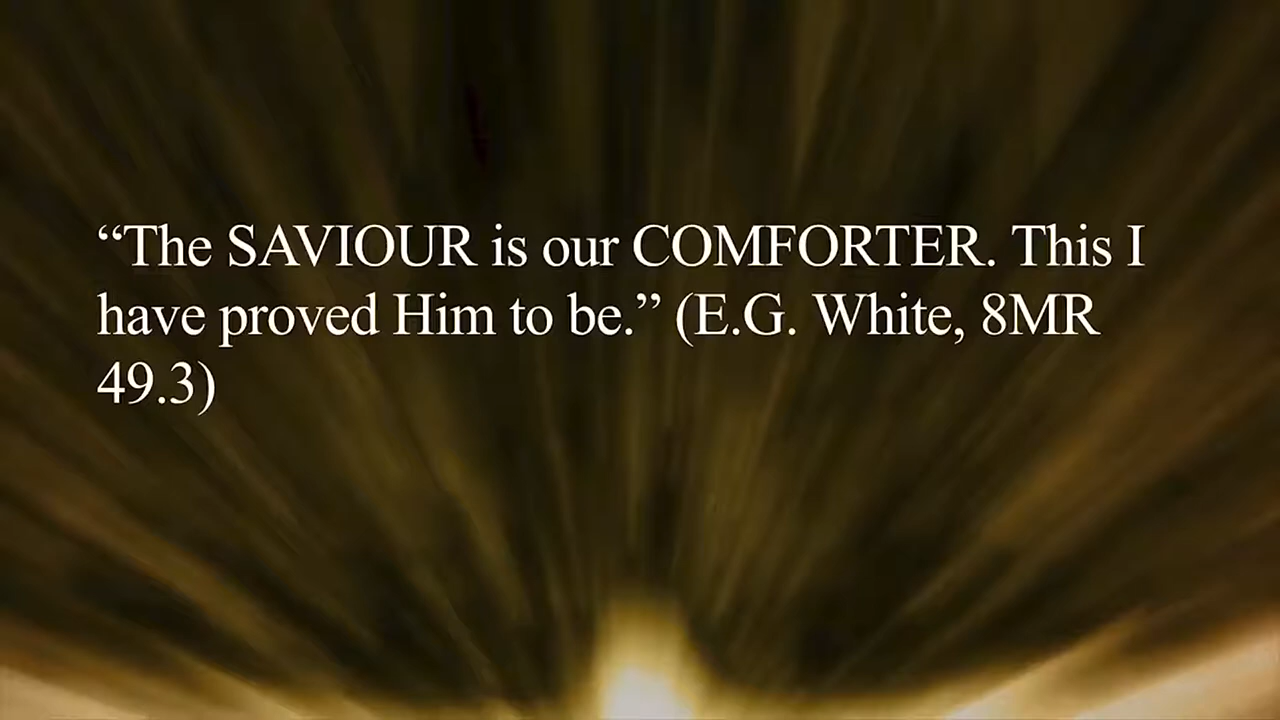 “The SAVIOUR is our COMFORTER. This I
have proved Him to be.” (E.G. White, 8MR
49.3)